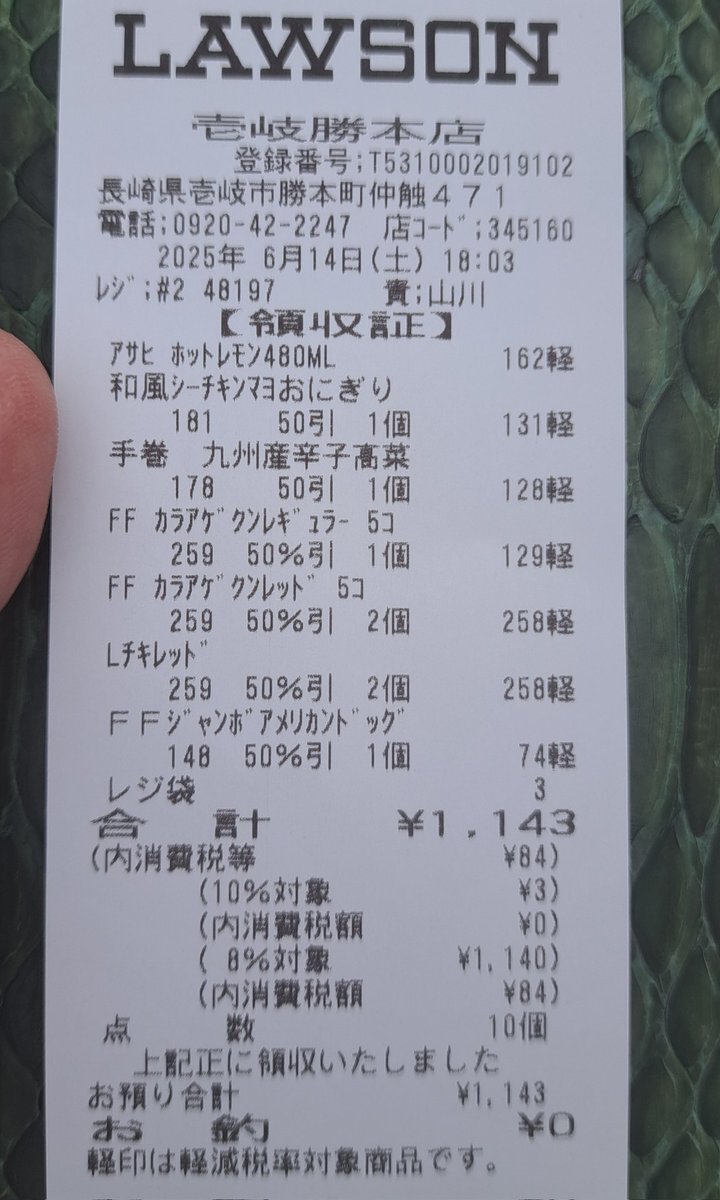 LAWSON
壱岐勝本店
登録番号;T5310002019102
長崎県壱岐市勝本町仲触471
電話;0920-42-2247 店コード;345160
2025年 6月14日(土) 18:03
レジ;#2 48197 責;山川
【領収証】
アサヒ ホットレモン480ML 162軽
和風シーチキンマヨおにぎり
181 50引 1個 131軽
手巻 九州産辛子高菜
178 50引 1個 128軽
FF カラアゲクンレギュラー 5コ
259 50%引 1個 129軽
FF カラアゲクンレッド 5コ
259 50%引 2個 258軽
Lチキレッド
259 50%引 2個 258軽
FFジャンボアメリカンドッグ
148 50%引 1個 74軽
レジ袋 3
合 計 ¥1,143
(内消費税等 ¥84)
(10%対象 ¥3)
(内消費税額 ¥0)
( 8%対象 ¥1,140)
(内消費税額 ¥84)
点 数 10個
上記正に領収いたしました
お預り合計 ¥1,143
お 釣 ¥0
軽印は軽減税率対象商品です。